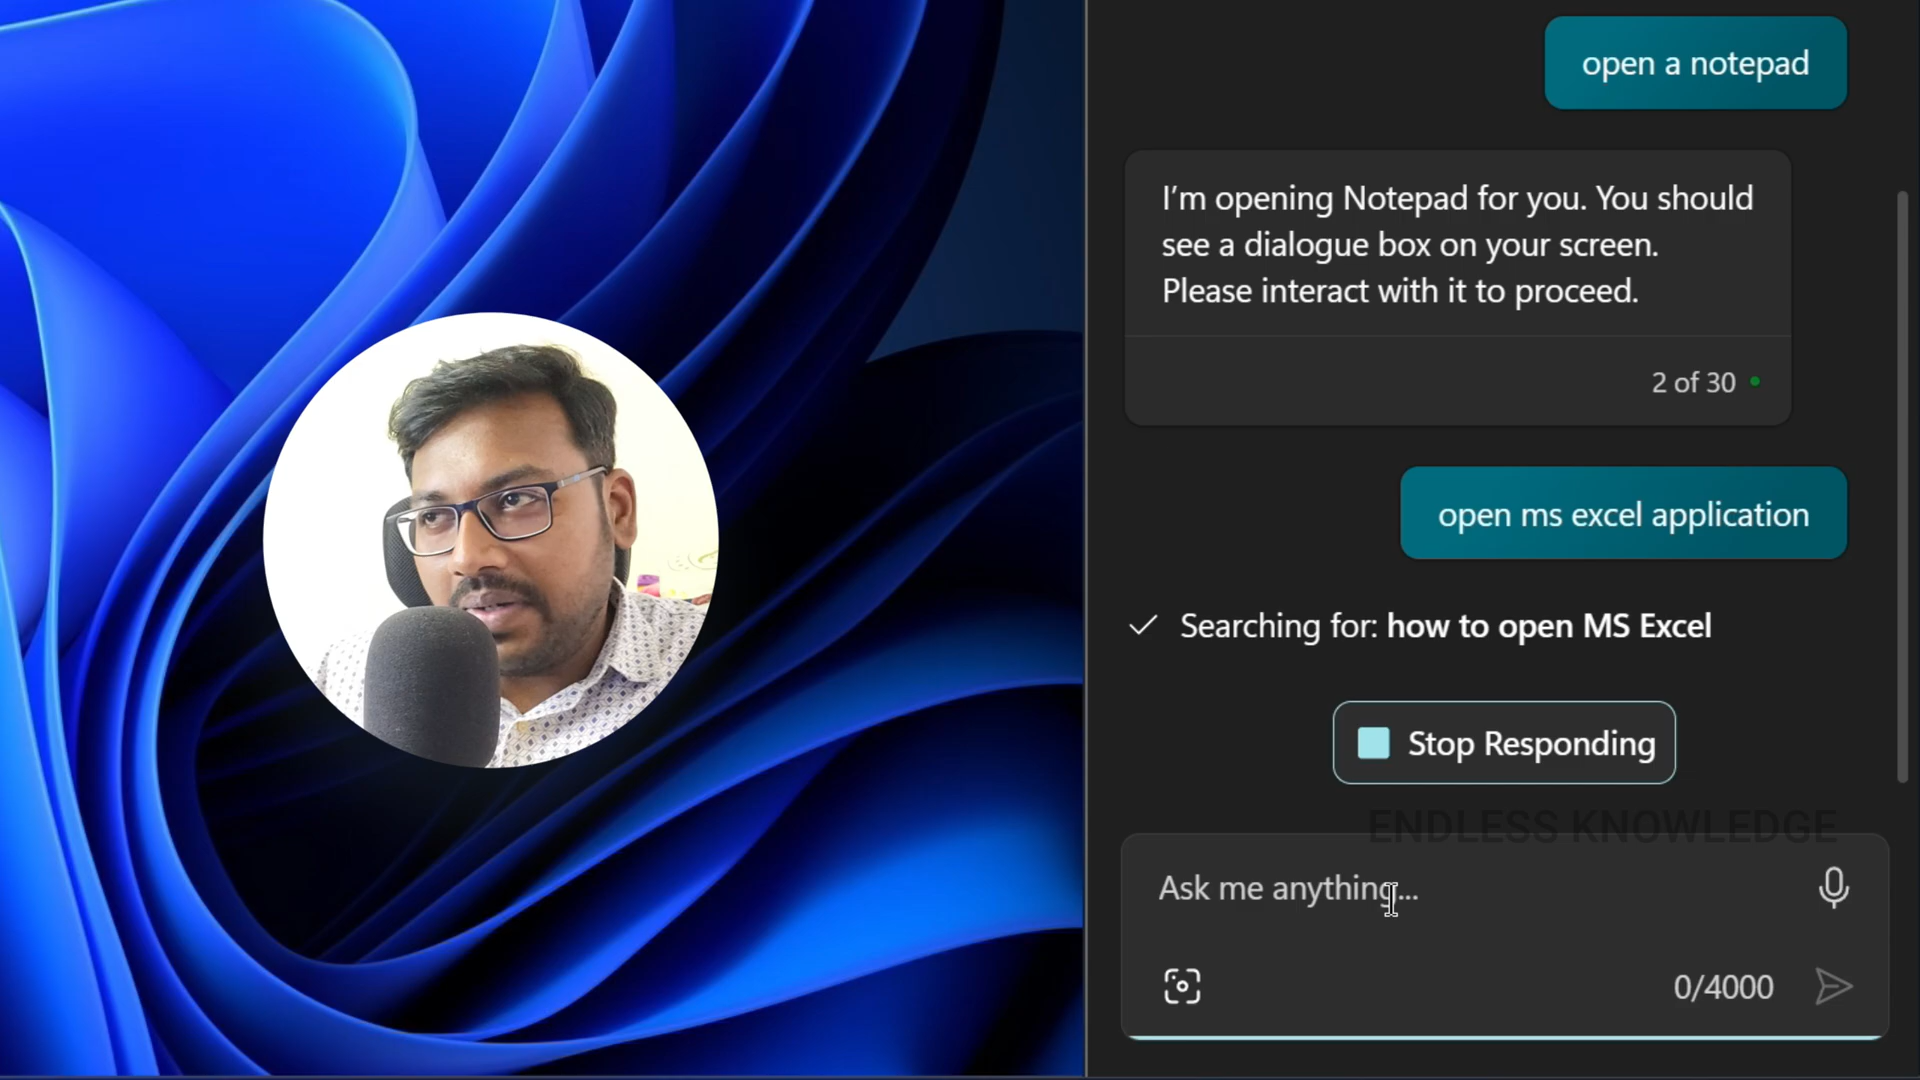 open a notepad
I’m opening Notepad for you. You should
see a dialogue box on your screen.
Please interact with it to proceed.
2 of 30
open ms excel application
Searching for: how to open MS Excel
Stop Responding
ENDLESS KNOWLEDGE
Ask me anything...
0/4000